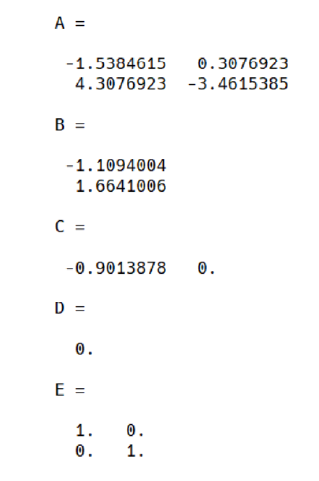 A =
-1.5384615 0.3076923
4.3076923 -3.4615385
B =
-1.1094004
1.6641006
C =
-0.9013878 0.
D =
0.
E =
1. 0.
0. 1.